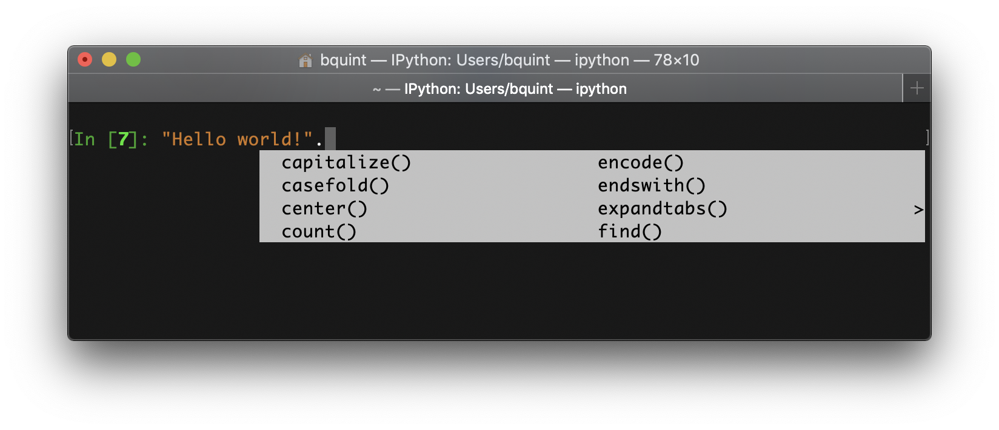 bquint — IPython: Users/bquint — ipython — 78×10
~ — IPython: Users/bquint — ipython
In [7]: "Hello world!".
capitalize() encode()
casefold() endswith()
center() expandtabs() >
count() find()